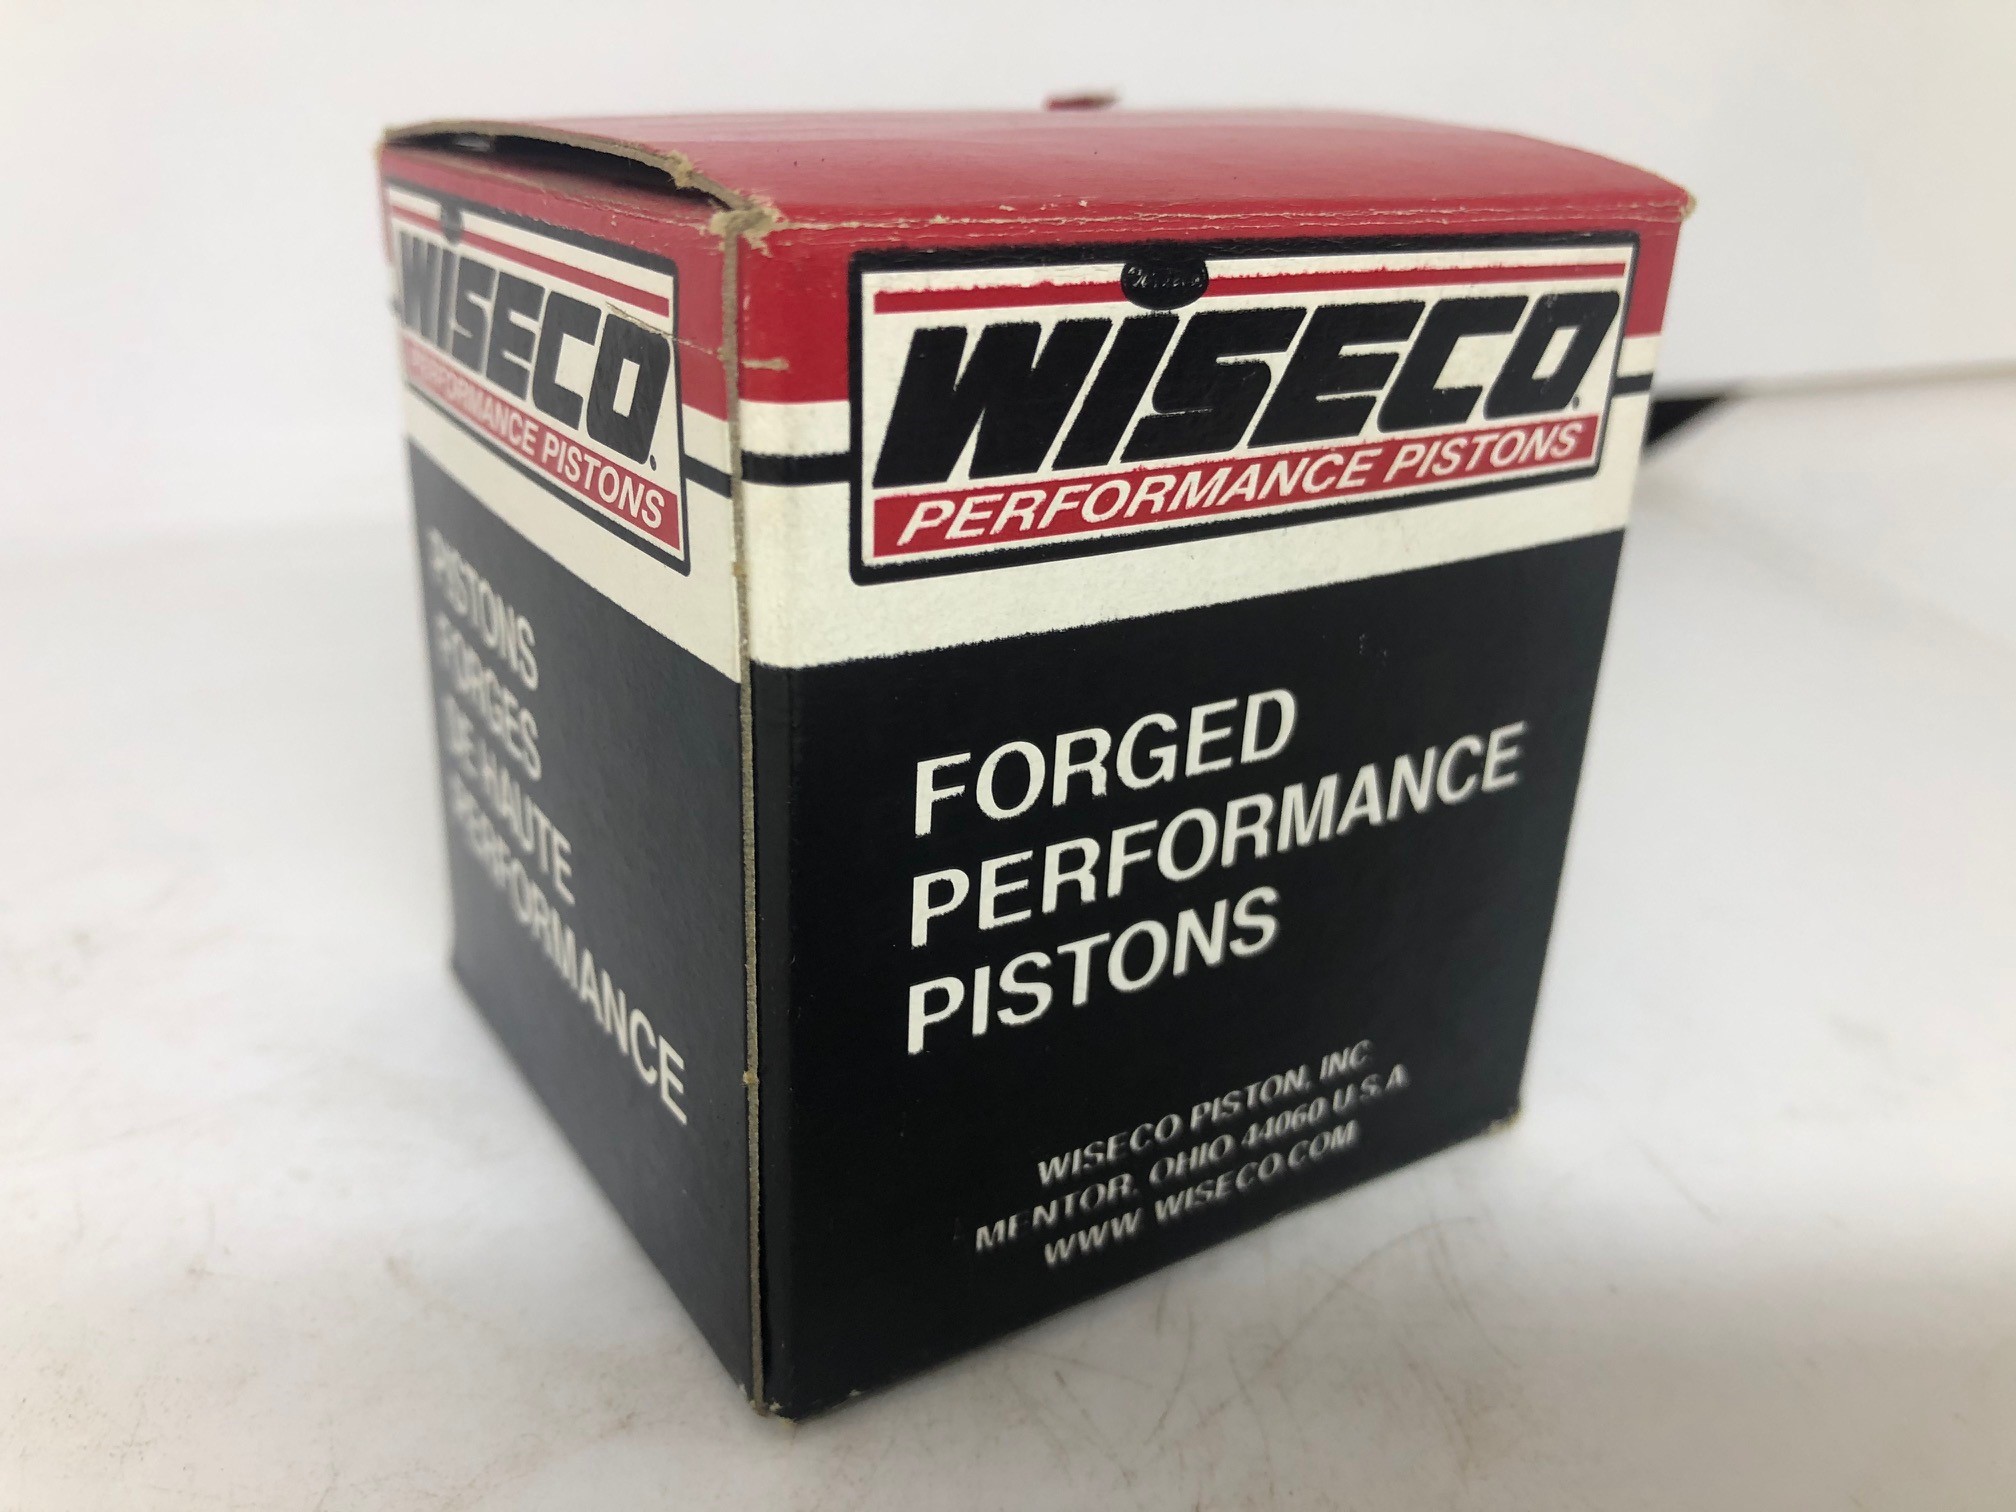 WISECO.
PERFORMANCE PISTONS
PISTONS
FORGES
DE HAUTE
PERFORMANCE
WISECO.
PERFORMANCE PISTONS
FORGED
PERFORMANCE
PISTONS
WISECO PISTON, INC
MENTOR, OHIO 44060 U.S.A
WWW.WISECO.COM